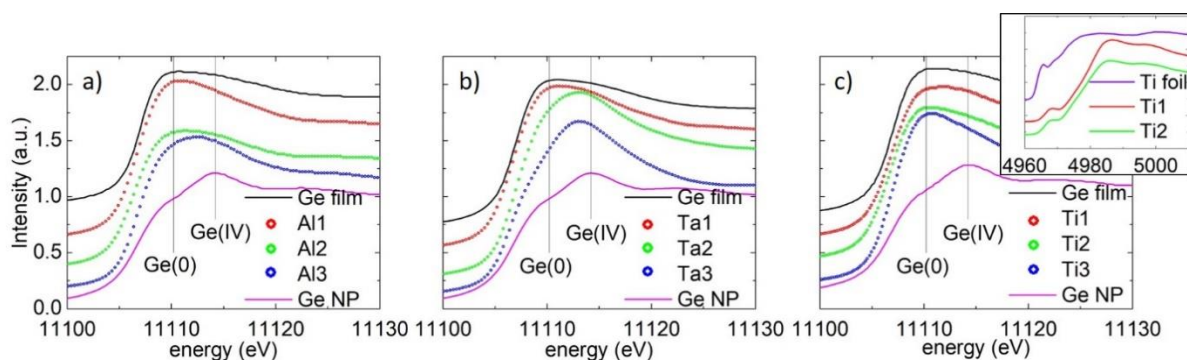 a)
b)
c)
Intensity (a.u.)
2.0
1.5
1.0
0.5
0.0
Ge film
Al1
Al2
Al3
Ge NP
Ge(IV)
Ge(0)
11100 11110 11120 11130
energy (eV)
Ge film
Ta1
Ta2
Ta3
Ge NP
Ge(IV)
Ge(0)
11100 11110 11120 11130
energy (eV)
Ti foil
Ti1
Ti2
4960 4980 5000
Ge film
Ti1
Ti2
Ti3
Ge NP
Ge(IV)
Ge(0)
11100 11110 11120 11130
energy (eV)